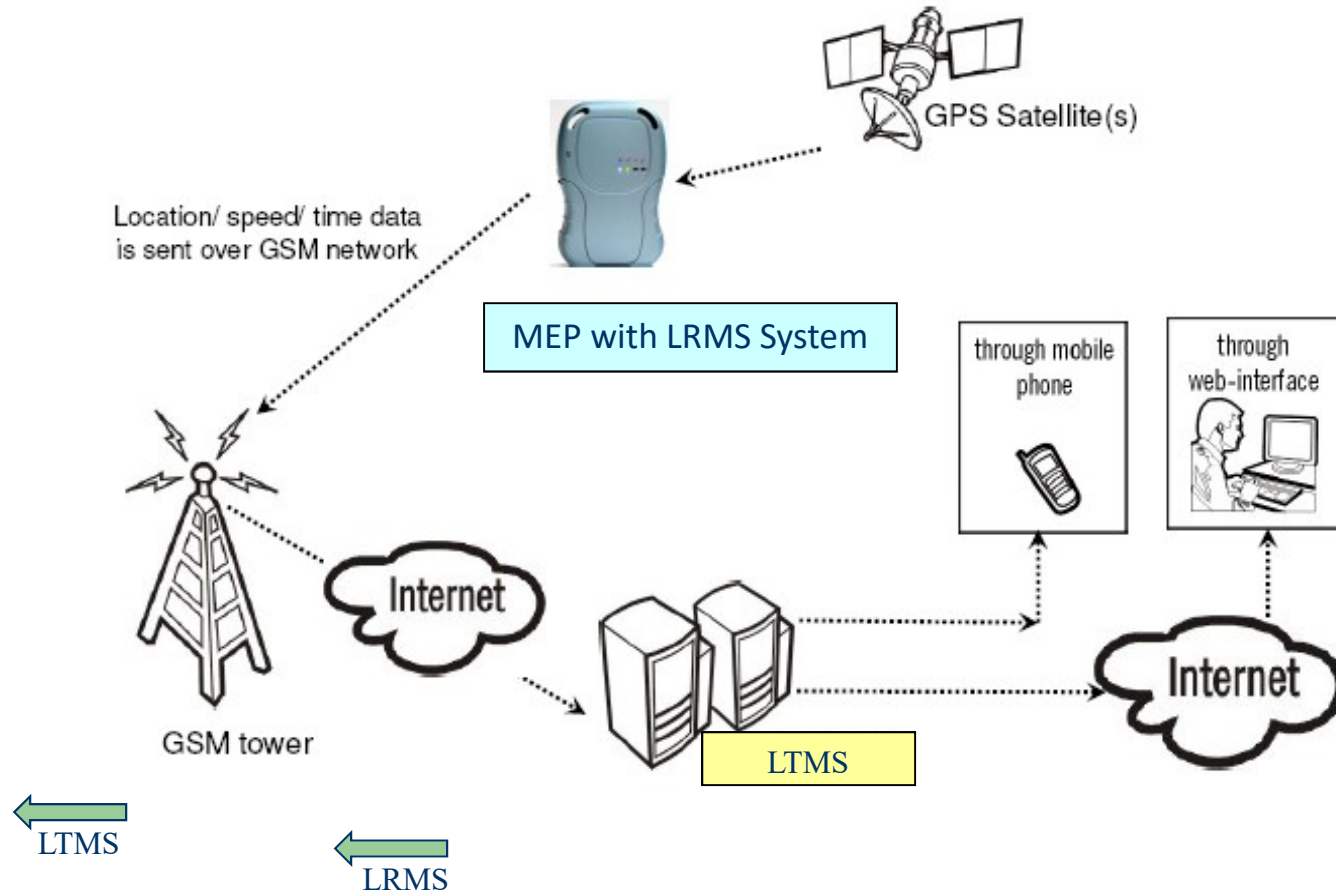 GPS Satellite(s)
Location/ speed/ time data
is sent over GSM network
MEP with LRMS System
through mobile
phone
through
web-interface
Internet
Internet
GSM tower
LTMS
LTMS
LRMS